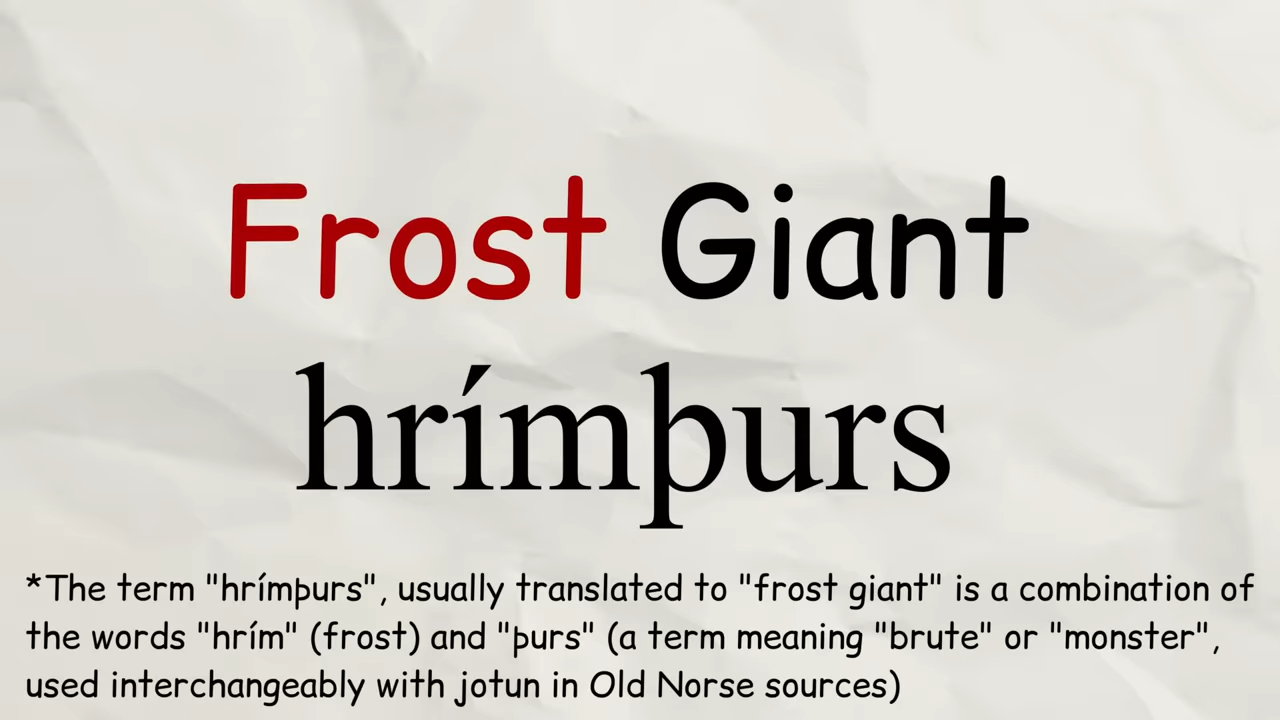 Frost Giant
hrímþurs
*The term "hrímþurs", usually translated to "frost giant" is a combination of
the words "hrím" (frost) and "þurs" (a term meaning "brute" or "monster",
used interchangeably with jotun in Old Norse sources)